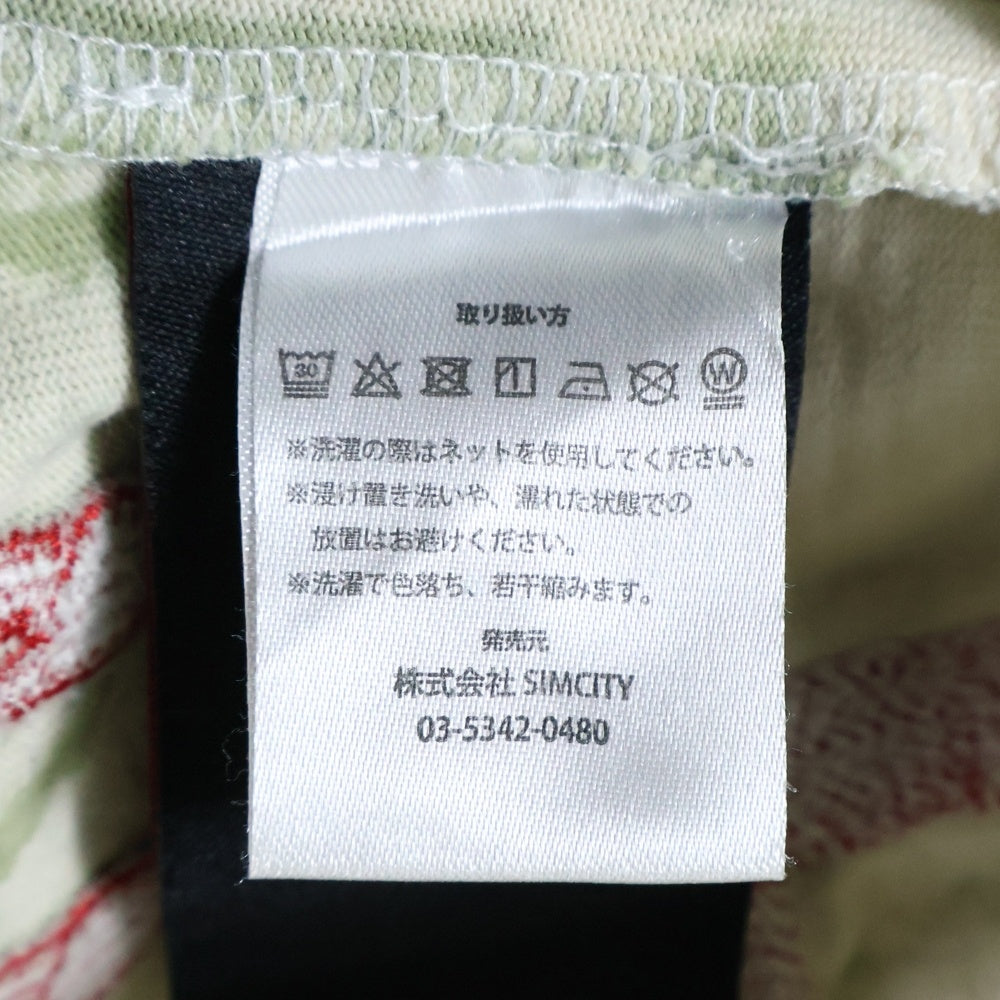 取り扱い方
30 1 W
※洗濯の際はネットを使用してください。
※浸け置き洗いや、濡れた状態での
放置はお避けください。
※洗濯で色落ち、若干縮みます。
発売元
株式会社 SIMCITY
03-5342-0480